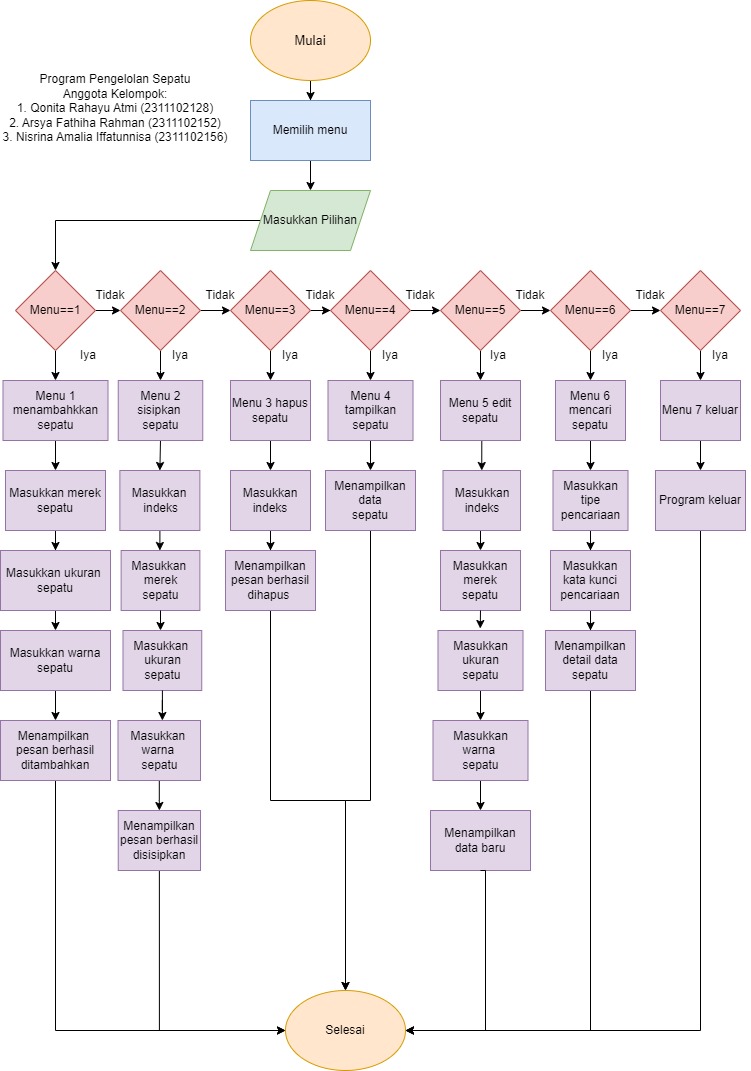 Mulai
Program Pengelolan Sepatu
Anggota Kelompok:
1. Qonita Rahayu Atmi (2311102128)
2. Arsya Fathiha Rahman (2311102152)
3. Nisrina Amalia Iffatunnisa (2311102156)
Memilih menu
Masukkan Pilihan
Menu==1
Tidak
Menu==2
Tidak
Menu==3
Tidak
Menu==4
Tidak
Menu==5
Tidak
Menu==6
Tidak
Menu==7
Iya
Iya
Iya
Iya
Iya
Iya
Iya
Menu 1
menambahkkan
sepatu
Masukkan merek
sepatu
Masukkan ukuran
sepatu
Masukkan warna
sepatu
Menampilkan
pesan berhasil
ditambahkan
Menu 2
sisipkan
sepatu
Masukkan
indeks
Masukkan
merek
sepatu
Masukkan
ukuran
sepatu
Masukkan
warna
sepatu
Menampilkan
pesan berhasil
disisipkan
Menu 3 hapus
sepatu
Masukkan
indeks
Menampilkan
pesan berhasil
dihapus
Menu 4
tampilkan
sepatu
Menampilkan
data
sepatu
Menu 5 edit
sepatu
Masukkan
indeks
Masukkan
merek
sepatu
Masukkan
ukuran
sepatu
Masukkan
warna
sepatu
Menampilkan
data baru
Menu 6
mencari
sepatu
Masukkan
tipe
pencariaan
Masukkan
kata kunci
pencariaan
Menampilkan
detail data
sepatu
Menu 7 keluar
Program keluar
Selesai